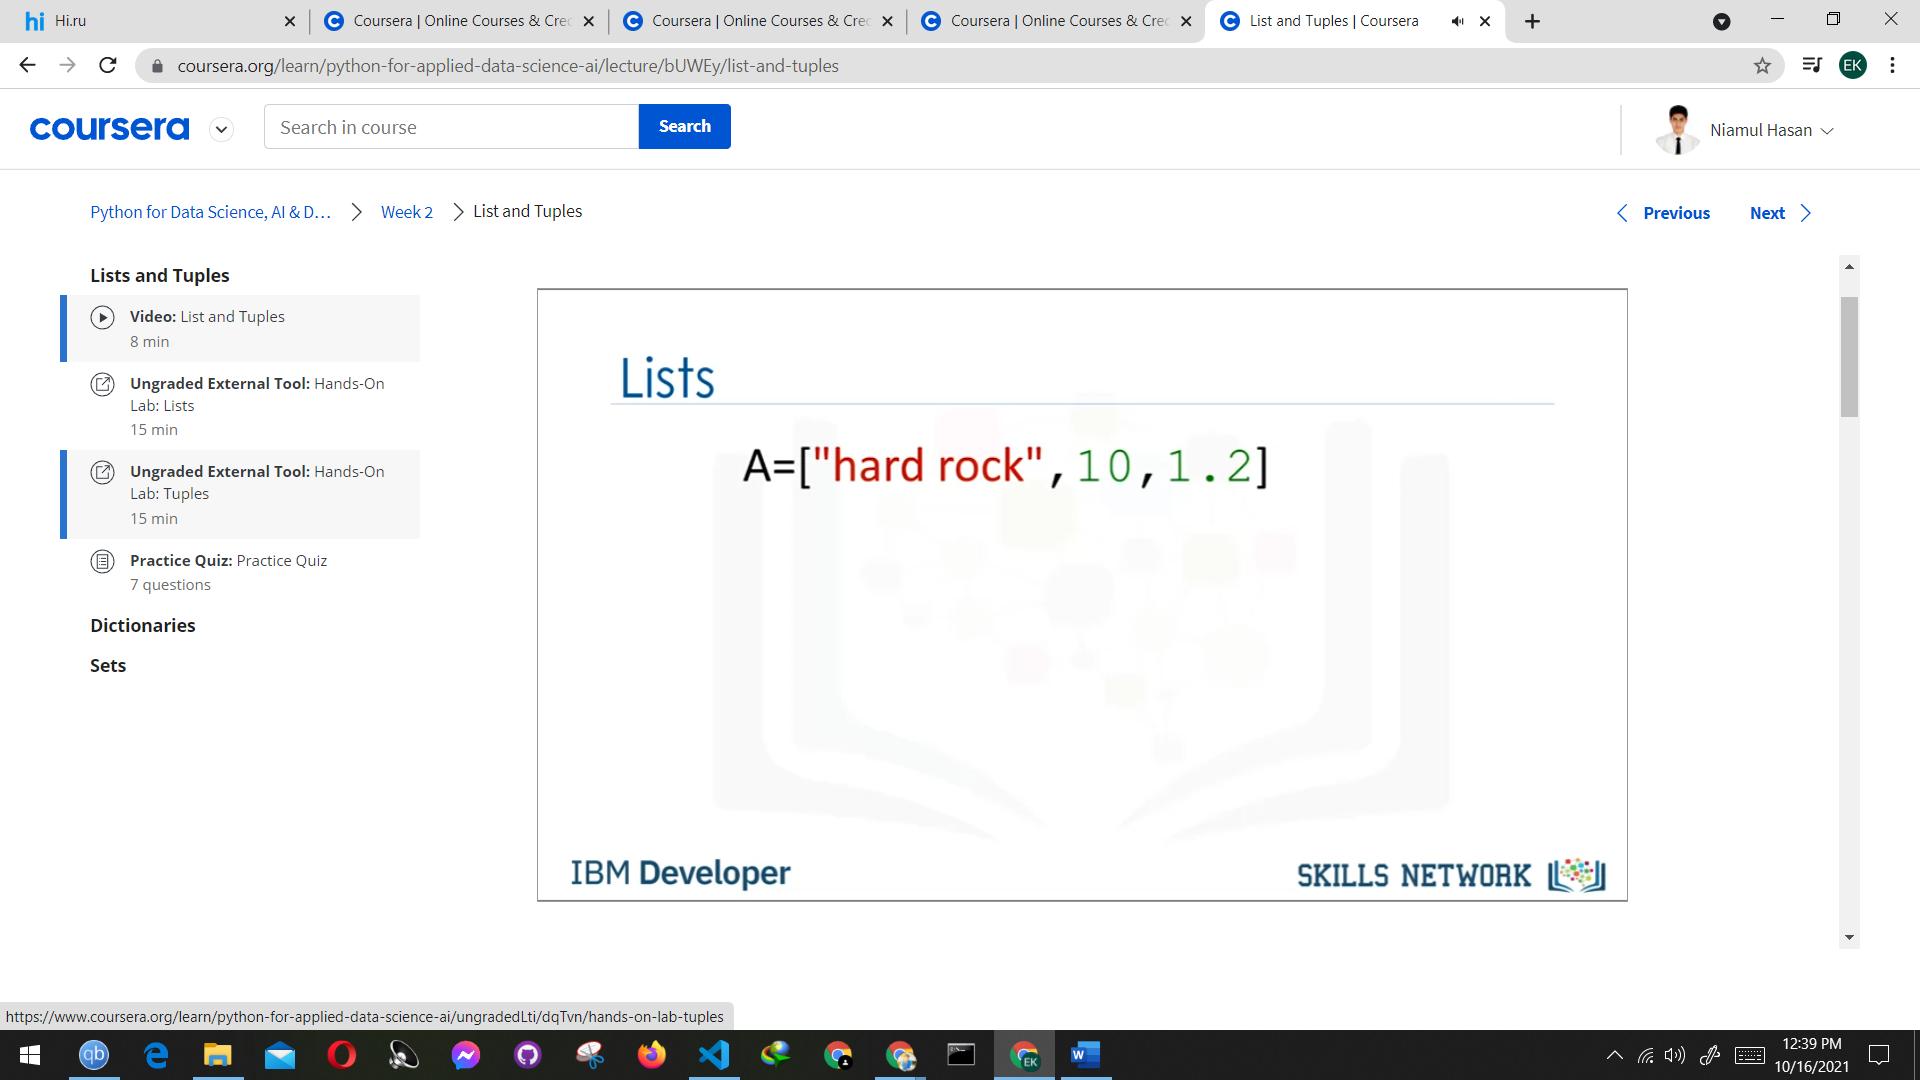 Hi.ru
Coursera | Online Courses & Cred
Coursera | Online Courses & Cred
Coursera | Online Courses & Cred
List and Tuples | Coursera
coursera.org/learn/python-for-applied-data-science-ai/lecture/bUWEy/list-and-tuples
EK
coursera
Search in course
Search
Niamul Hasan
Python for Data Science, AI & D...
Week 2
List and Tuples
Previous
Next
Lists and Tuples
Video: List and Tuples
8 min
Ungraded External Tool: Hands-On
Lab: Lists
15 min
Ungraded External Tool: Hands-On
Lab: Tuples
15 min
Practice Quiz: Practice Quiz
7 questions
Dictionaries
Sets
Lists
A=["hard rock",10,1.2]
IBM Developer
SKILLS NETWORK
https://www.coursera.org/learn/python-for-applied-data-science-ai/ungradedLti/dqTvn/hands-on-lab-tuples
qb
EK
W
12:39 PM
10/16/2021